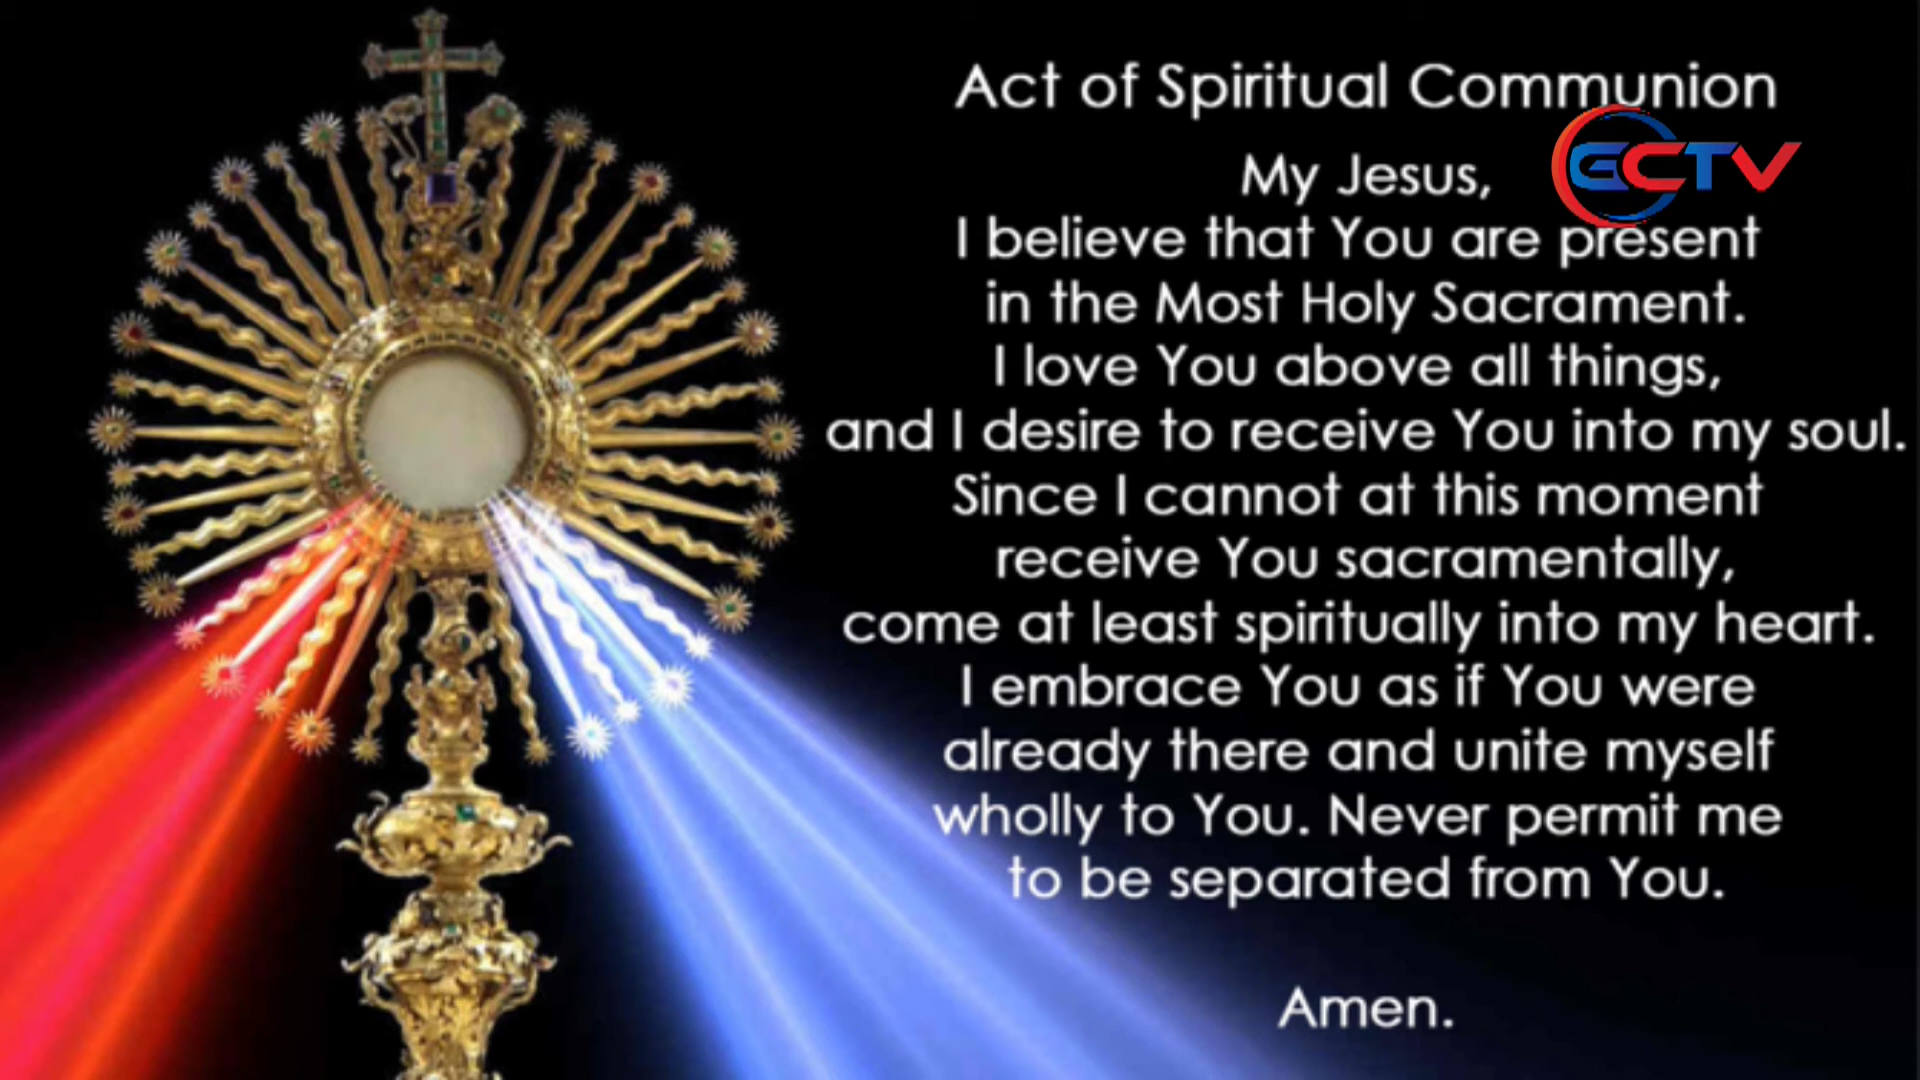 Act of Spiritual Communion
GCTV
My Jesus,
I believe that You are present
in the Most Holy Sacrament.
I love You above all things,
and I desire to receive You into my soul.
Since I cannot at this moment
receive You sacramentally,
come at least spiritually into my heart.
I embrace You as if You were
already there and unite myself
wholly to You. Never permit me
to be separated from You.
Amen.